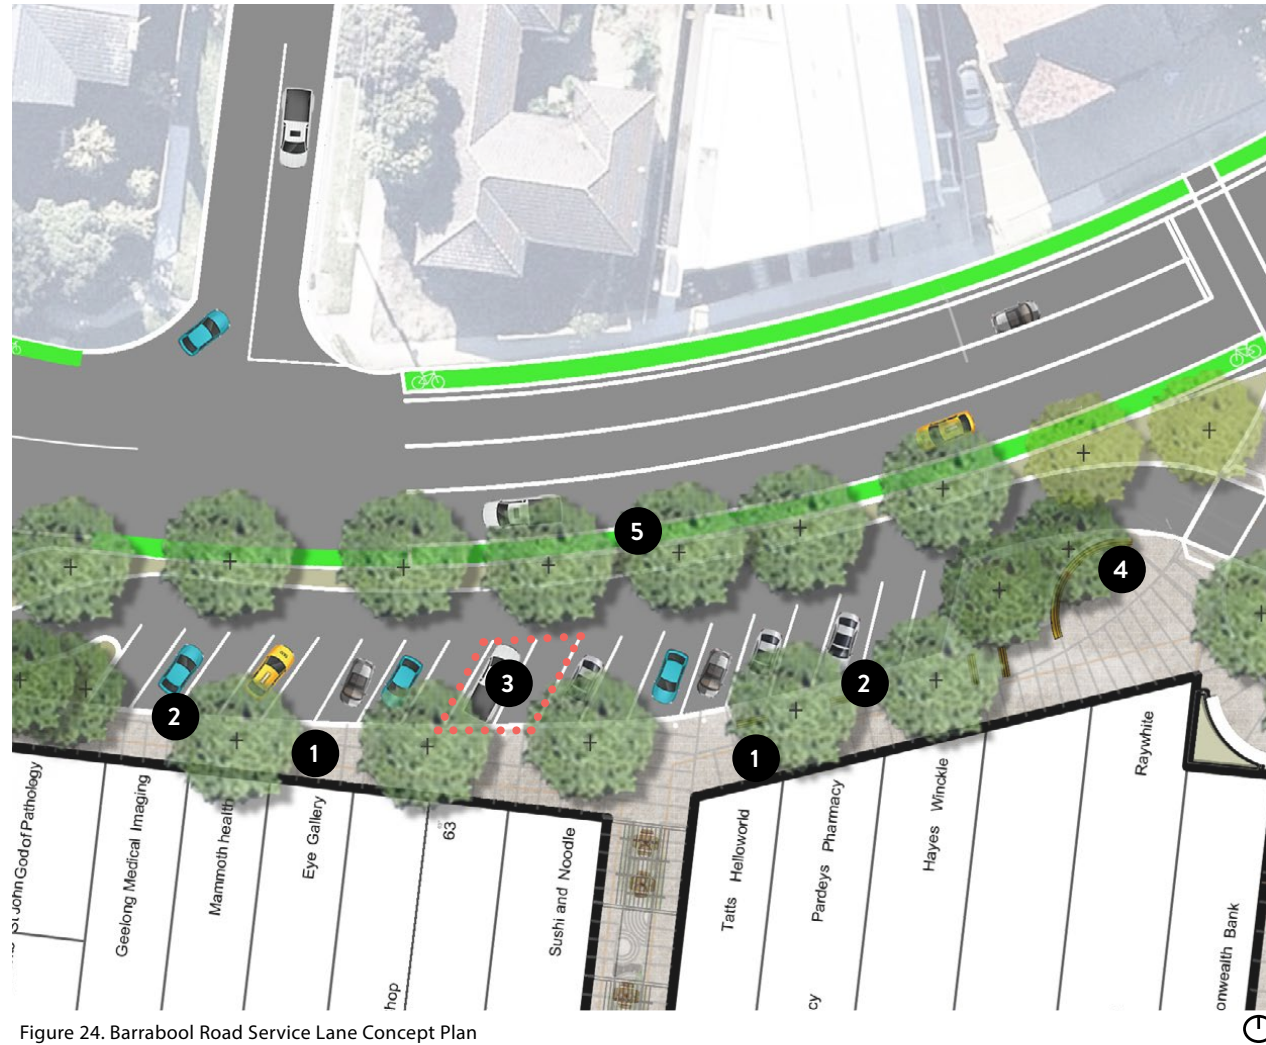 5
4
3
2
2
1
1
St John God of Pathology
Geelong Medical Imaging
Mammoth health
Eye Gallery
63
hop
Sushi and Noodle
Tatts Helloworld
Pardeys Pharmacy
cy
Hayes Winckle
Raywhite
onwealth Bank
Figure 24. Barrabool Road Service Lane Concept Plan